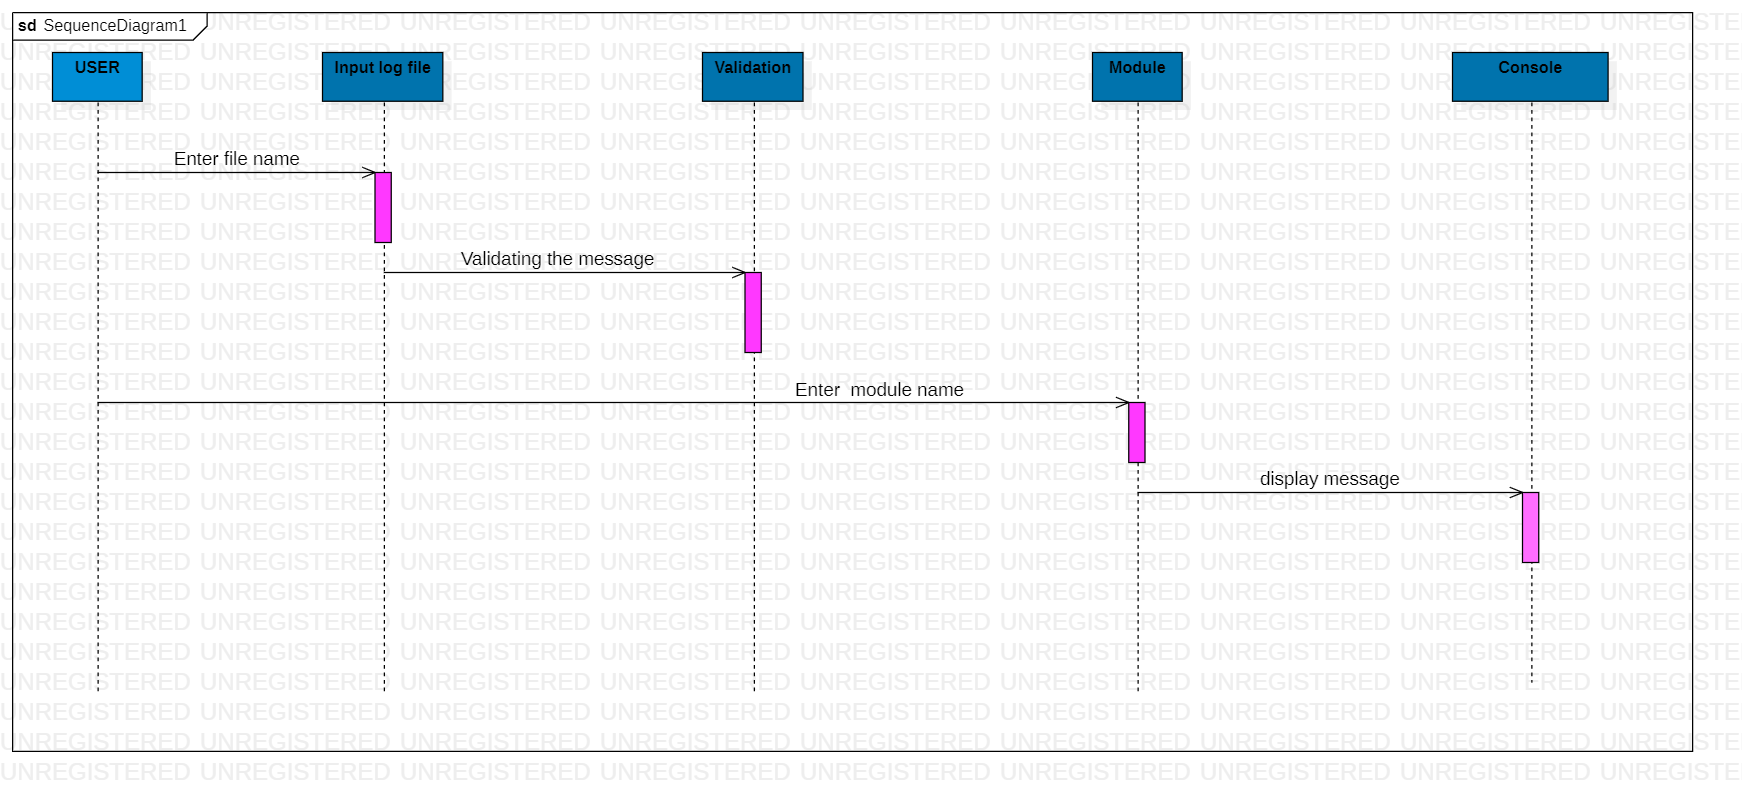 sd SequenceDiagram1
USER
Input log file
Validation
Module
Console
Enter file name
Validating the message
Enter  module name
display message
UNREGISTERED UNREGISTERED UNREGISTERED UNREGISTERED UNREGISTERED UNREGISTERED UNREGISTERED UNREGISTERED UNREGISTERED